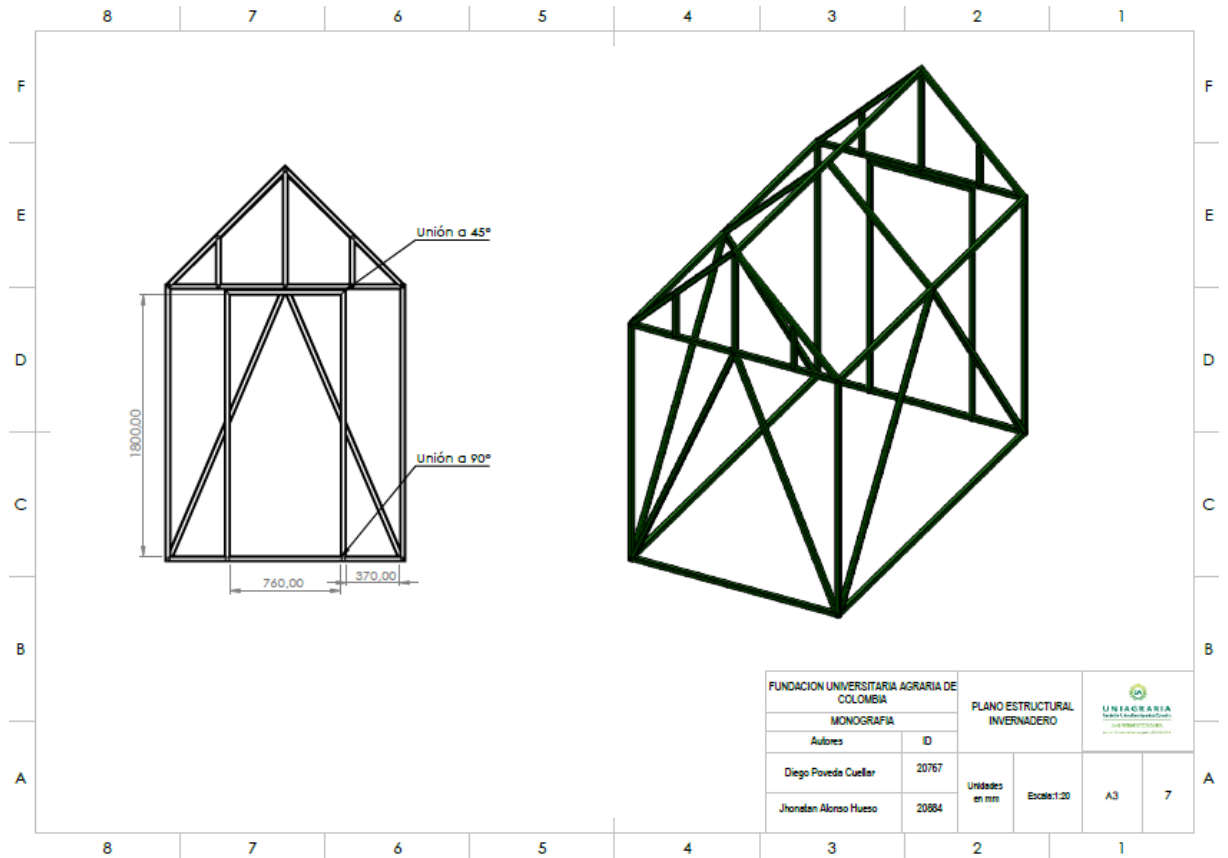 8 7 6 5 4 3 2 1
F F
E E
D D
C C
B B
A A
Unión a 45°
1800,00
Unión a 90°
760,00
370,00
FUNDACION UNIVERSITARIA AGRARIA DE
COLOMBIA
MONOGRAFIA
Autores ID
Diego Poveda Cuellar 20767
Jhonatan Alonso Hueso 20884
PLANO ESTRUCTURAL
INVERNADERO
UNIAGRARIA
Unidades
en mm
Escala:1:20
A3
7
8 7 6 5 4 3 2 1